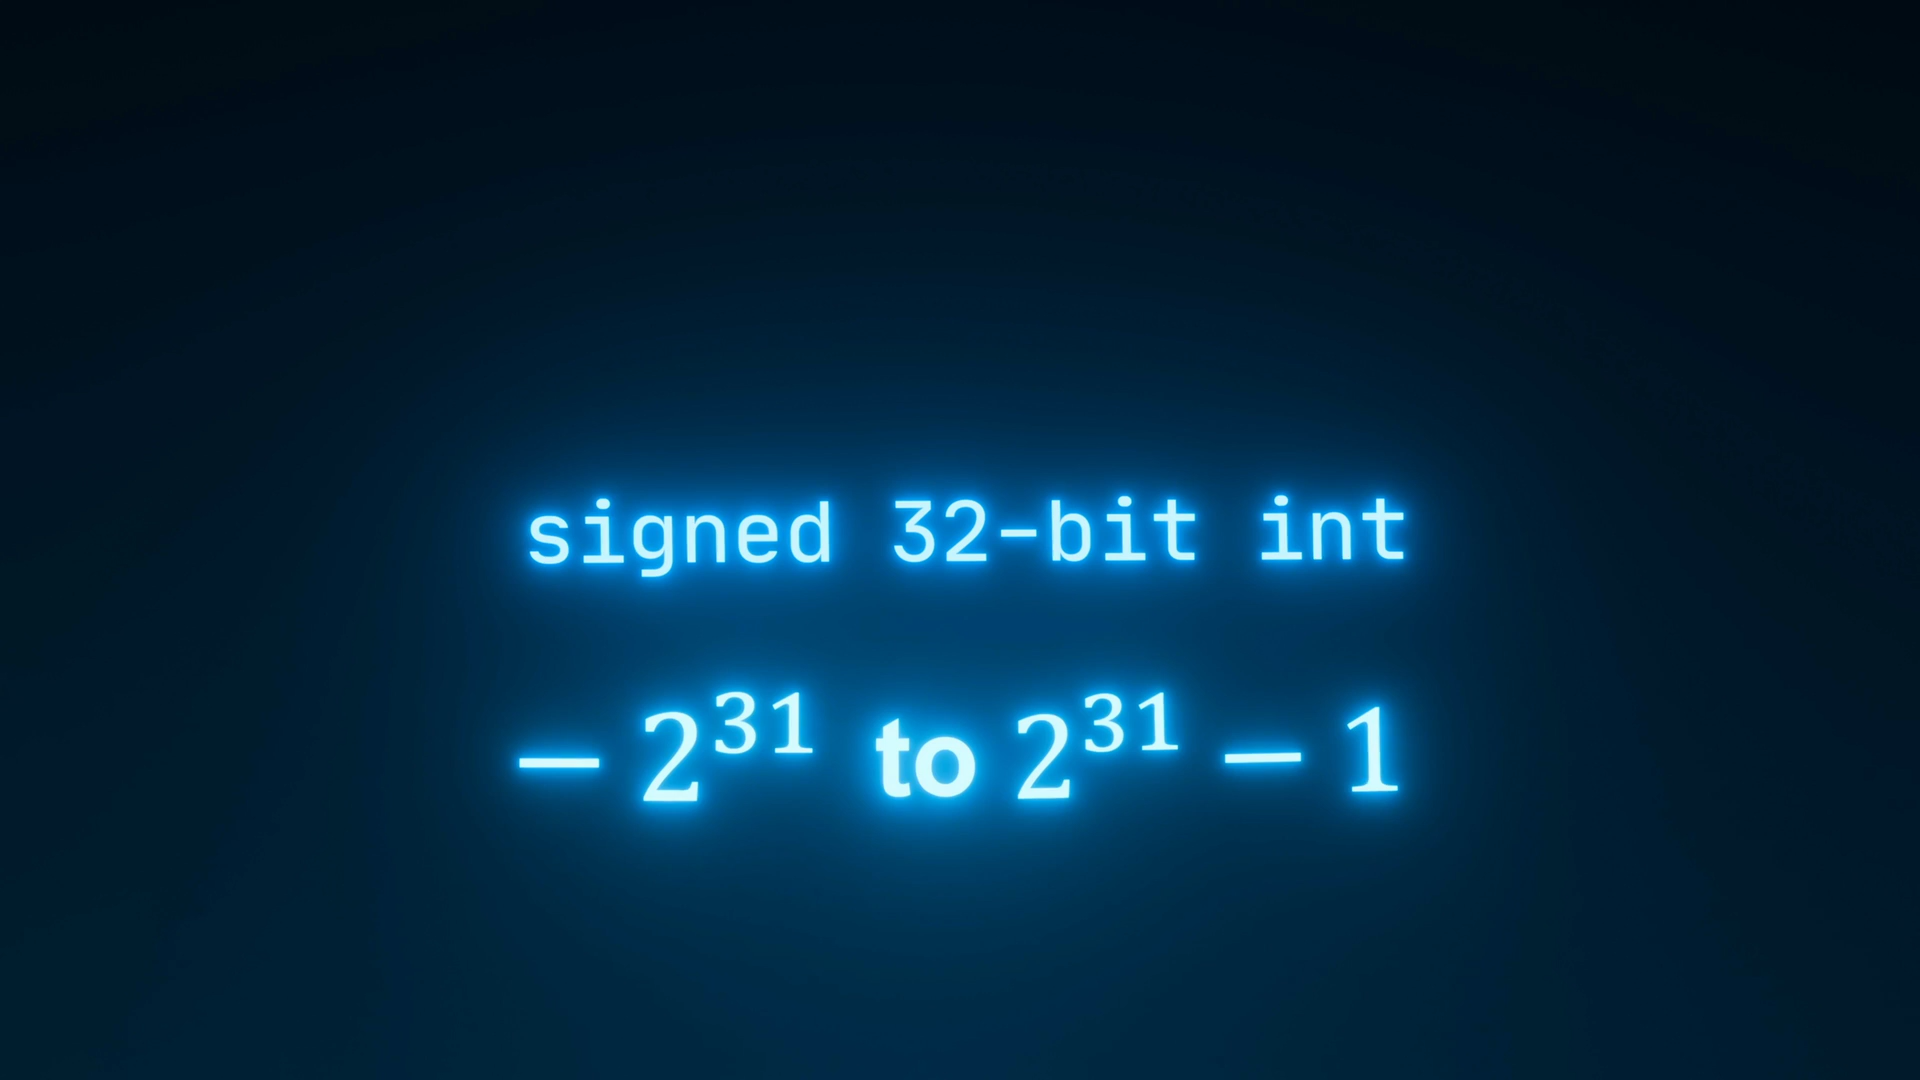 signed 32-bit int
− 2³¹ to 2³¹ − 1